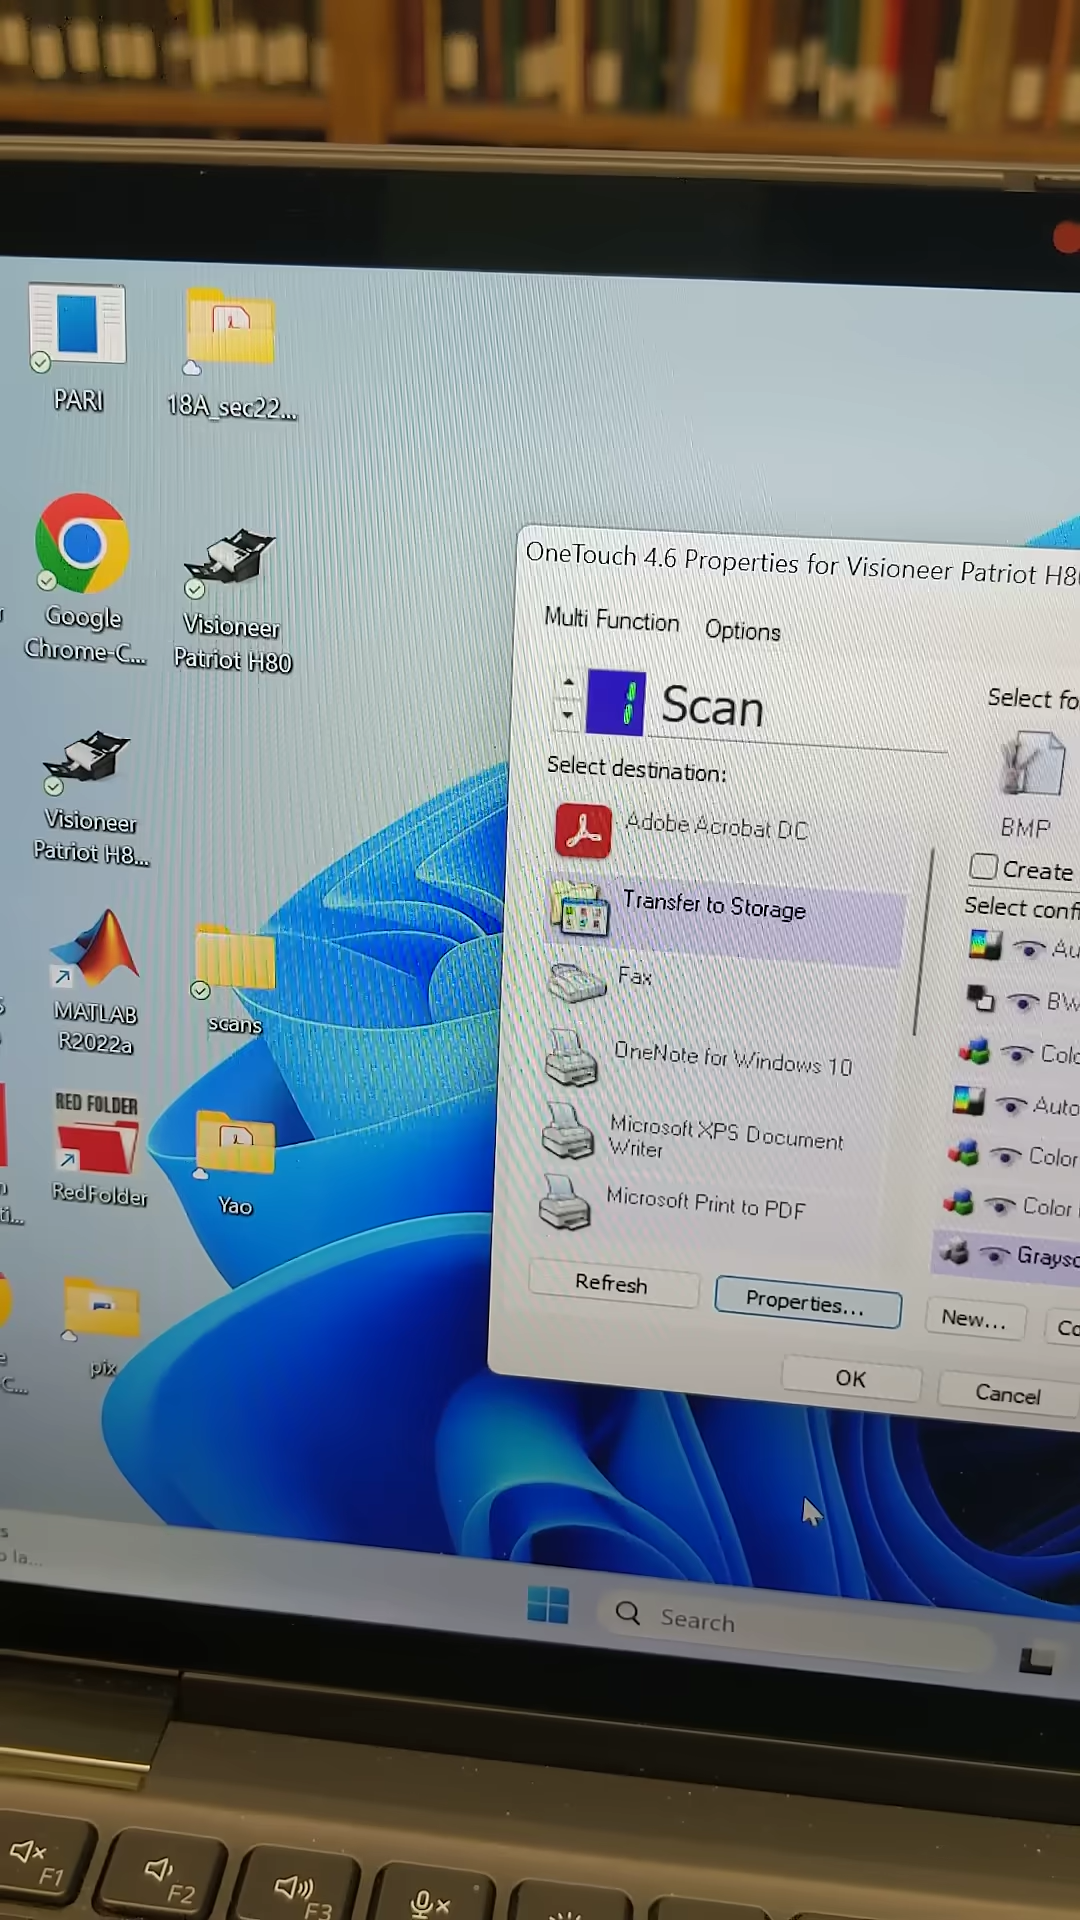 PARI
18A_sec22...
Google
Chrome-C...
Visioneer
Patriot H80
Visioneer
Patriot H8...
MATLAB
R2022a
scans
RED FOLDER
RedFolder
Yao
pix
OneTouch 4.6 Properties for Visioneer Patriot H80
Multi Function
Options
1
Scan
Select destination:
Adobe Acrobat DC
Transfer to Storage
Fax
OneNote for Windows 10
Microsoft XPS Document
Writer
Microsoft Print to PDF
Refresh
Properties...
BMP
Create
Color
Color
New...
OK
Cancel
Search
F1
F2
F3